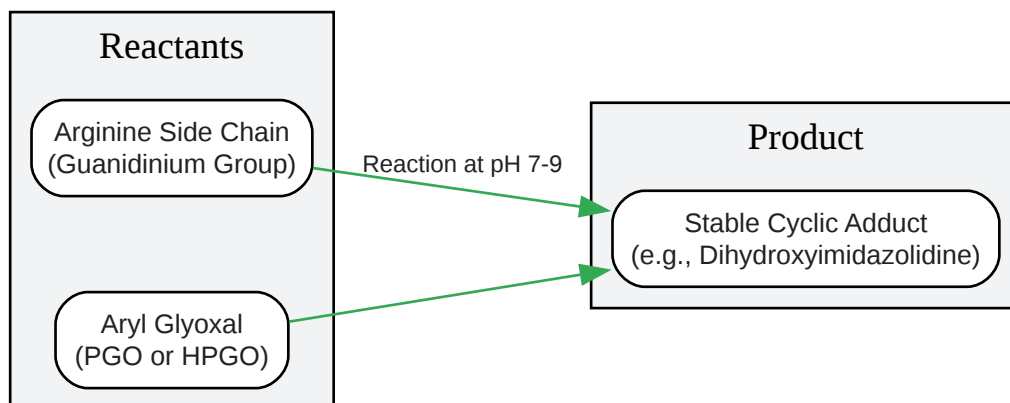 Reactants
Arginine Side Chain
(Guanidinium Group)
Reaction at pH 7-9
Aryl Glyoxal
(PGO or HPGO)
Product
Stable Cyclic Adduct
(e.g., Dihydroxyimidazolidine)